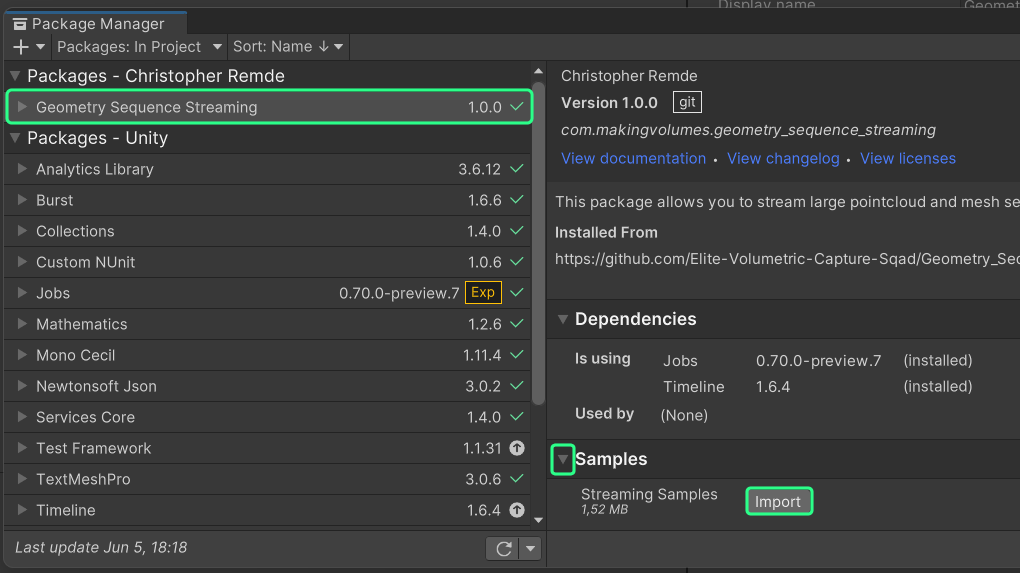 Display name
Geomet
Package Manager
Packages: In Project
Sort: Name ↓
Packages - Christopher Remde
Geometry Sequence Streaming 1.0.0
Packages - Unity
Analytics Library 3.6.12
Burst 1.6.6
Collections 1.4.0
Custom NUnit 1.0.6
Jobs 0.70.0-preview.7 Exp
Mathematics 1.2.6
Mono Cecil 1.11.4
Newtonsoft Json 3.0.2
Services Core 1.4.0
Test Framework 1.1.31
TextMeshPro 3.0.6
Timeline 1.6.4
Last update Jun 5, 18:18
Christopher Remde
Version 1.0.0 git
com.makingvolumes.geometry_sequence_streaming
View documentation • View changelog • View licenses
This package allows you to stream large pointcloud and mesh se
Installed From
https://github.com/Elite-Volumetric-Capture-Sqad/Geometry_Seq
Dependencies
Is using Jobs 0.70.0-preview.7 (installed)
Timeline 1.6.4 (installed)
Used by (None)
Samples
Streaming Samples Import
1,52 MB